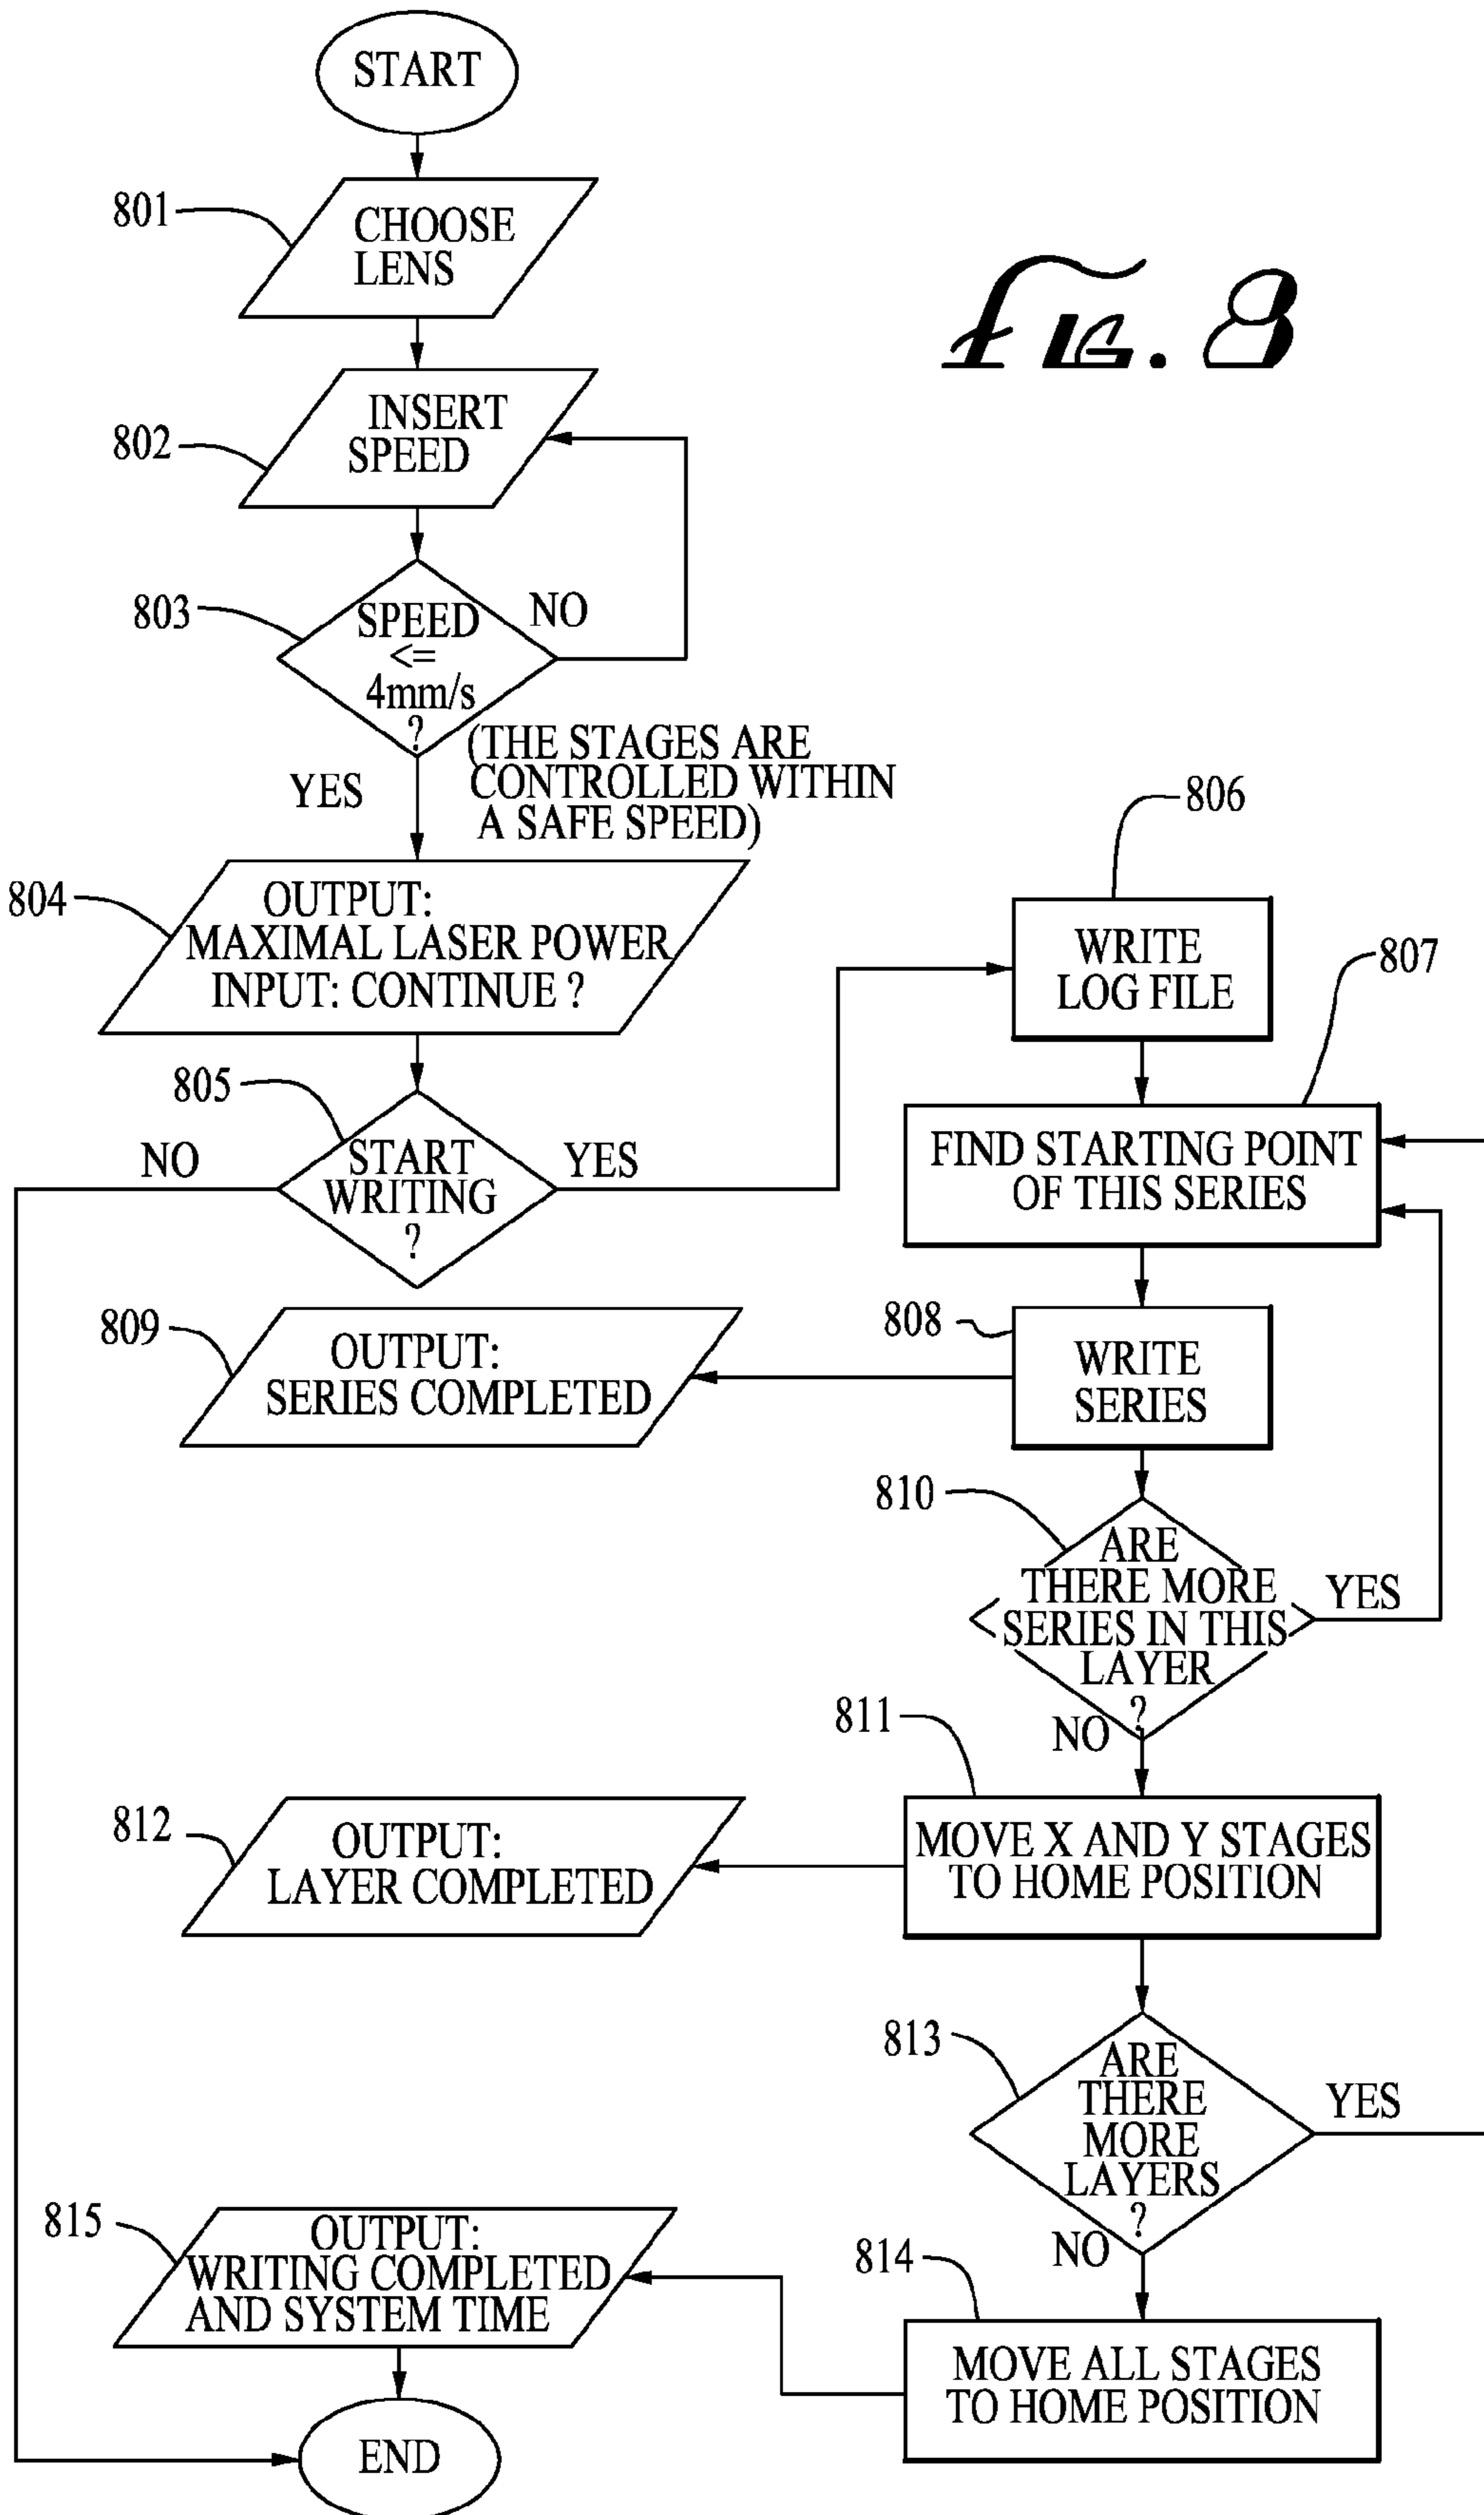 START
801
CHOOSE
LENS
FIG. 8
802
INSERT
SPEED
803
SPEED
<=
4mm/s
?
NO
YES
(THE STAGES ARE
CONTROLLED WITHIN
A SAFE SPEED)
804
OUTPUT:
MAXIMAL LASER POWER
INPUT: CONTINUE ?
805
START
WRITING
?
NO
YES
806
WRITE
LOG FILE
807
FIND STARTING POINT
OF THIS SERIES
808
WRITE
SERIES
809
OUTPUT:
SERIES COMPLETED
810
ARE
THERE MORE
SERIES IN THIS
LAYER
?
YES
NO
811
MOVE X AND Y STAGES
TO HOME POSITION
812
OUTPUT:
LAYER COMPLETED
813
ARE
THERE
MORE
LAYERS
?
YES
NO
814
MOVE ALL STAGES
TO HOME POSITION
815
OUTPUT:
WRITING COMPLETED
AND SYSTEM TIME
END